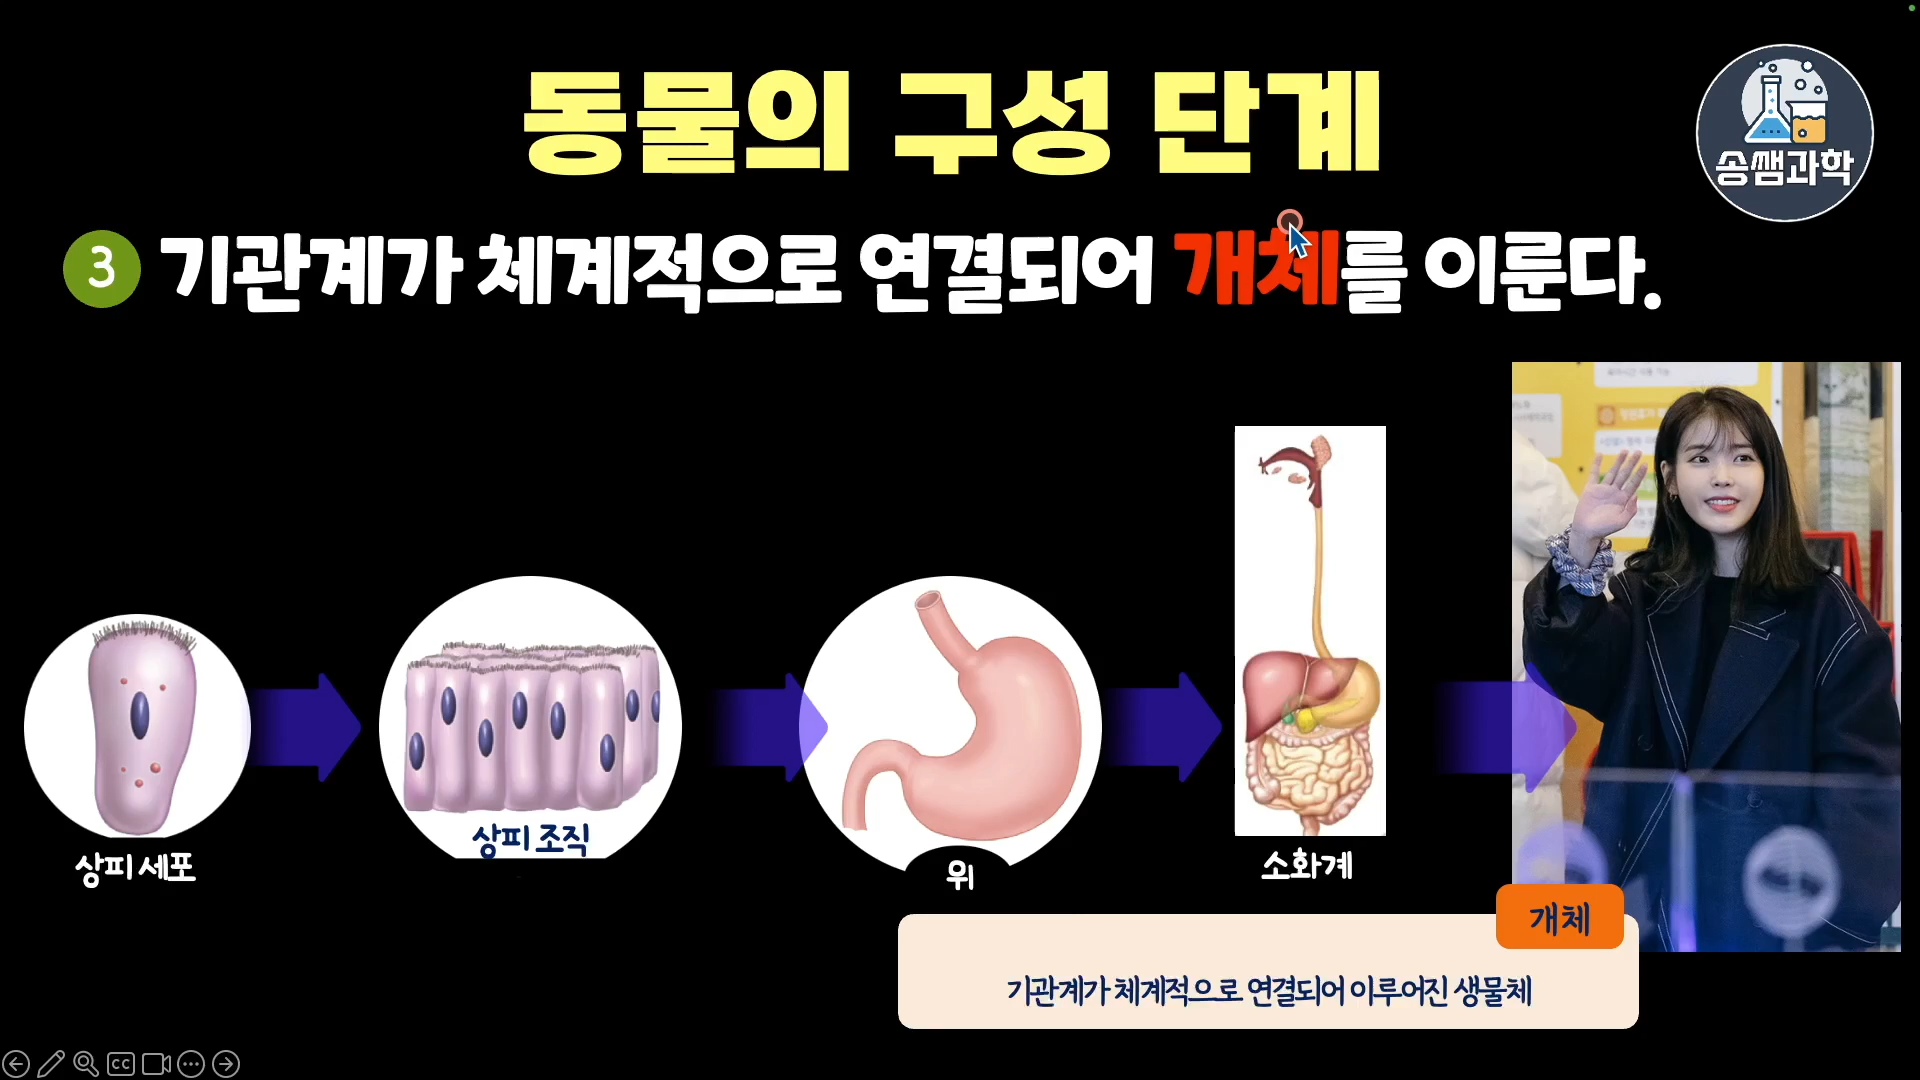 동물의 구성 단계
송쌤과학
3 기관계가 체계적으로 연결되어 개체를 이룬다.
상피 세포
상피 조직
위
소화계
개체
기관계가 체계적으로 연결되어 이루어진 생물체
CC